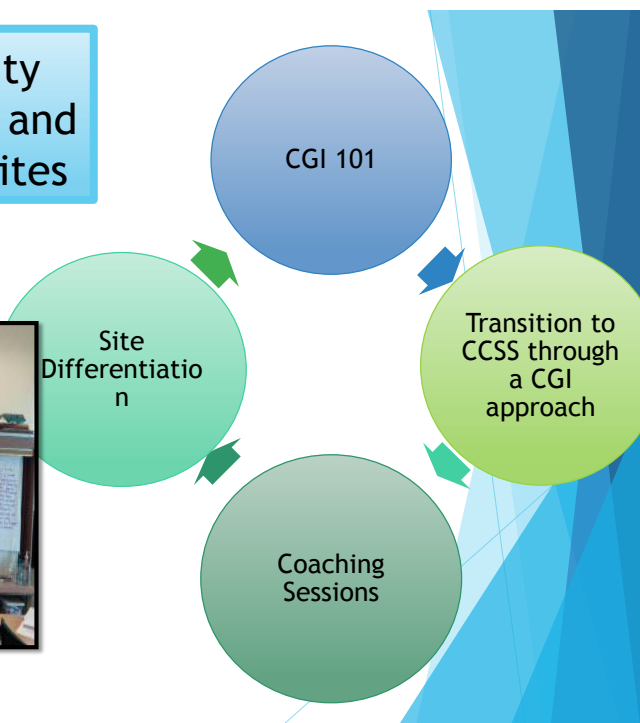 ty
and
ites
CGI 101
Transition to
CCSS through
a CGI
approach
Coaching
Sessions
Site
Differentiatio
n